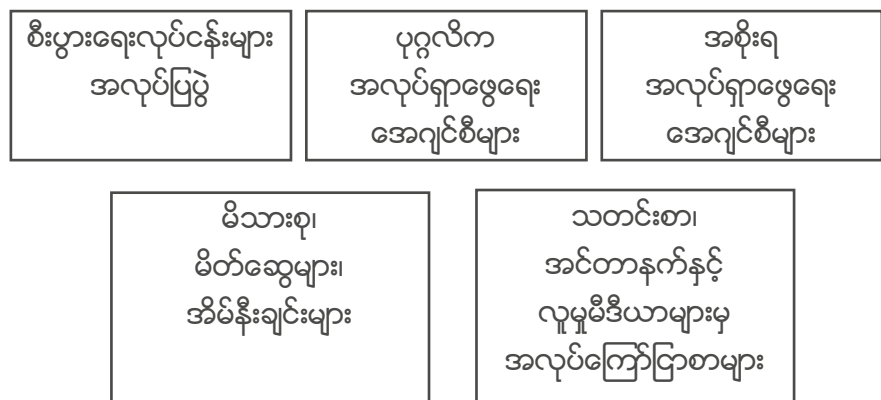 စီးပွားရေးလုပ်ငန်းများ
အလုပ်ပြပွဲ
ပုဂ္ဂလိက
အလုပ်ရှာဖွေရေး
အေဂျင်စီများ
အစိုးရ
အလုပ်ရှာဖွေရေး
အေဂျင်စီများ
မိသားစု၊
မိတ်ဆွေများ၊
အိမ်နီးချင်းများ
သတင်းစာ၊
အင်တာနက်နှင့်
လူမှုမီဒီယာများမှ
အလုပ်ကြော်ငြာစာများ